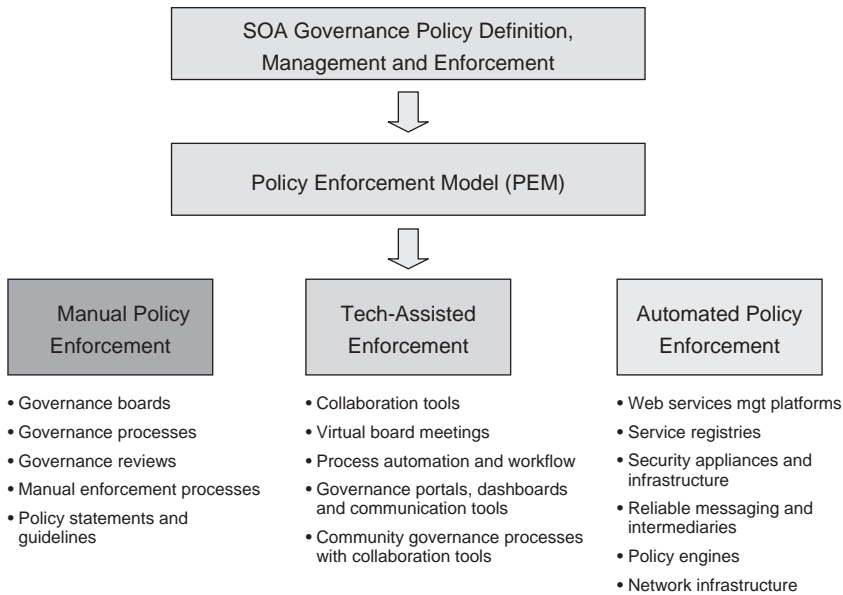 SOA Governance Policy Definition,
Management and Enforcement
Policy Enforcement Model (PEM)
Manual Policy
Enforcement
• Governance boards
• Governance processes
• Governance reviews
• Manual enforcement processes
• Policy statements and
guidelines
Tech-Assisted
Enforcement
• Collaboration tools
• Virtual board meetings
• Process automation and workflow
• Governance portals, dashboards
and communication tools
• Community governance processes
with collaboration tools
Automated Policy
Enforcement
• Web services mgt platforms
• Service registries
• Security appliances and
infrastructure
• Reliable messaging and
intermediaries
• Policy engines
• Network infrastructure